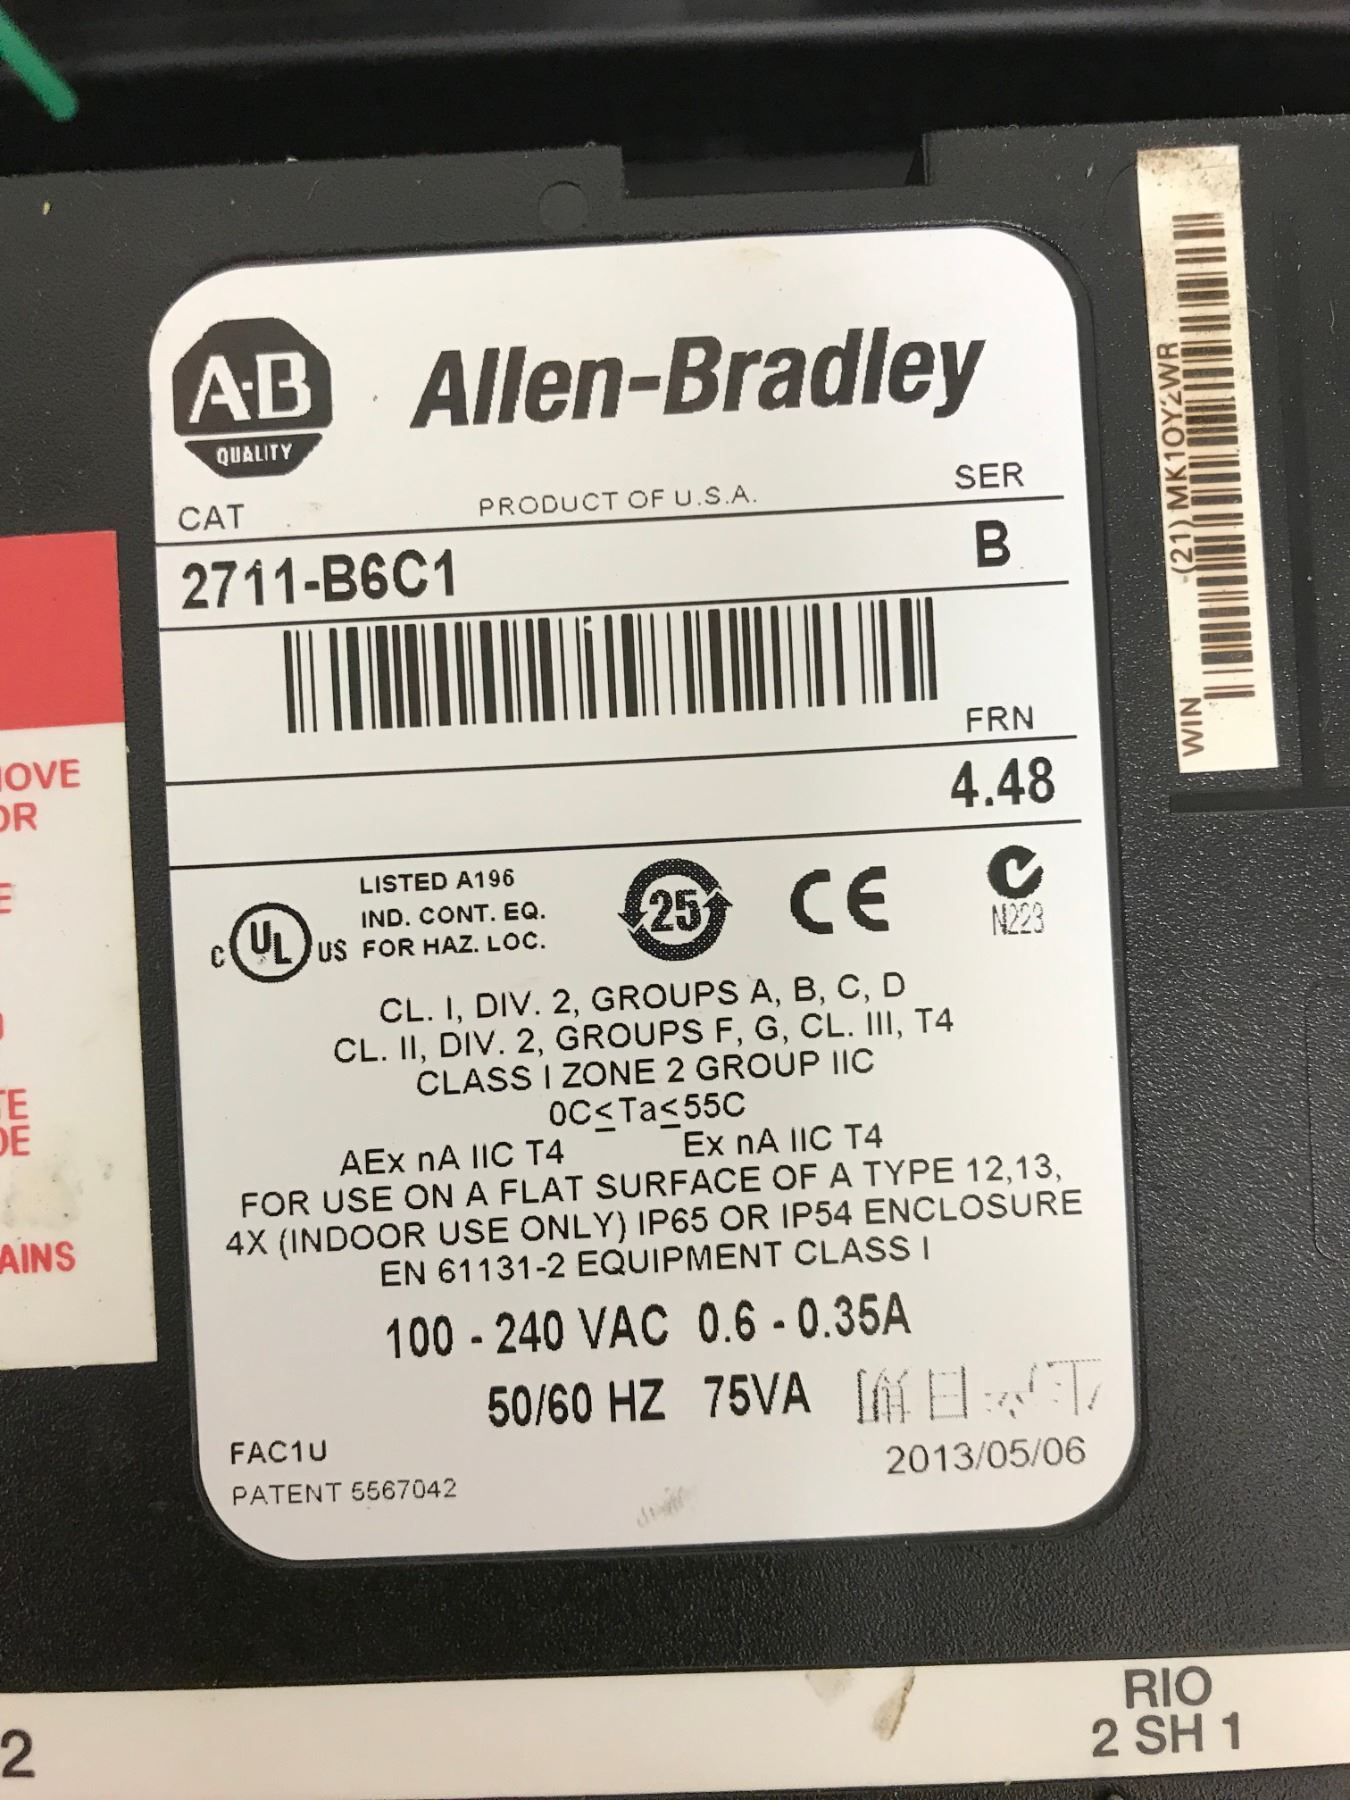 A·B
QUALITY
Allen-Bradley
CAT
PRODUCT OF U.S.A.
SER
2711-B6C1
B
FRN
4.48
C UL US
LISTED A196
IND. CONT. EQ.
FOR HAZ. LOC.
25
CE
N223
CL. I, DIV. 2, GROUPS A, B, C, D
CL. II, DIV. 2, GROUPS F, G, CL. III, T4
CLASS I ZONE 2 GROUP IIC
0C≤Ta≤55C
AEx nA IIC T4 Ex nA IIC T4
FOR USE ON A FLAT SURFACE OF A TYPE 12,13,
4X (INDOOR USE ONLY) IP65 OR IP54 ENCLOSURE
EN 61131-2 EQUIPMENT CLASS I
100 - 240 VAC 0.6 - 0.35A
50/60 HZ 75VA
2013/05/06
FAC1U
PATENT 5567042
WIN (21) MK10Y2WR
RIO
2 SH 1
2